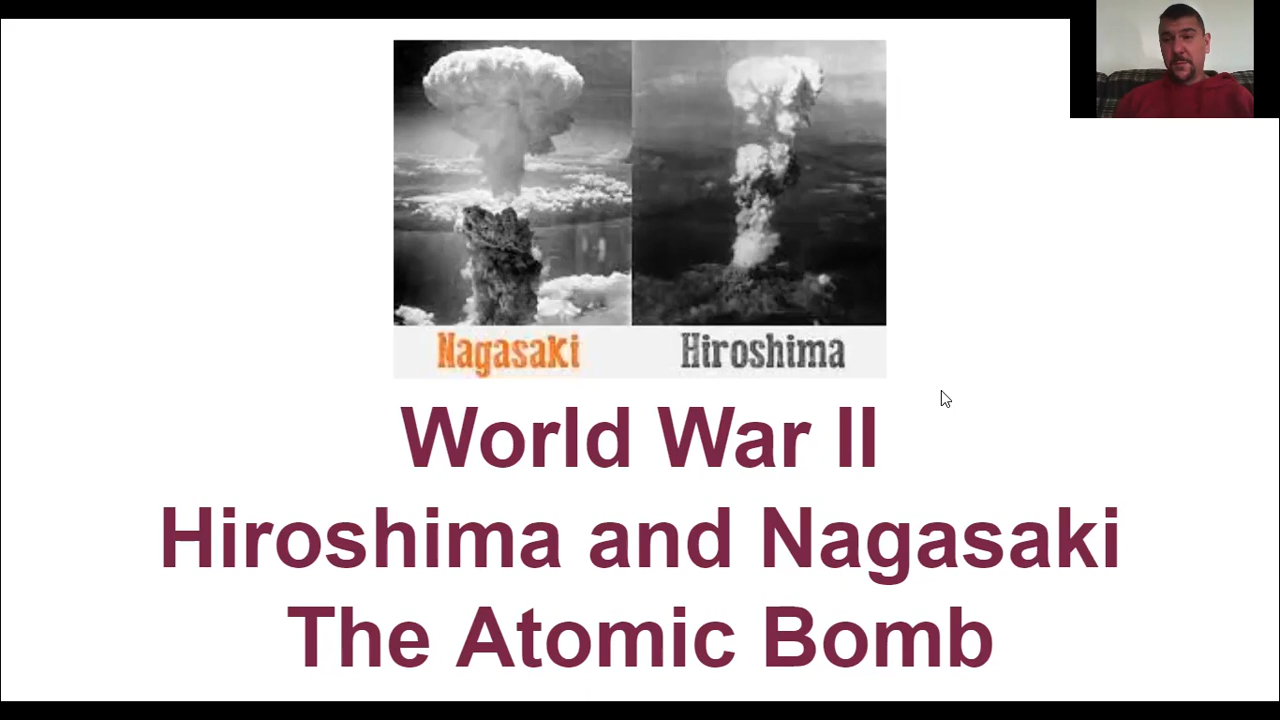 Nagasaki
Hiroshima
World War II
Hiroshima and Nagasaki
The Atomic Bomb